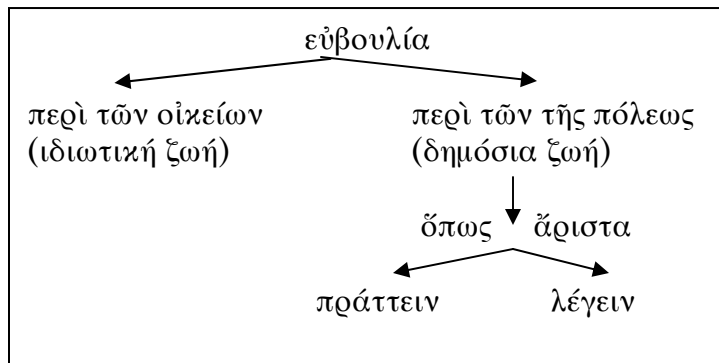 εὐβουλία
περὶ τῶν οἰκείων
(ιδιωτική ζωή)
περὶ τῶν τῆς πόλεως
(δημόσια ζωή)
ὅπως ἄριστα
πράττειν λέγειν